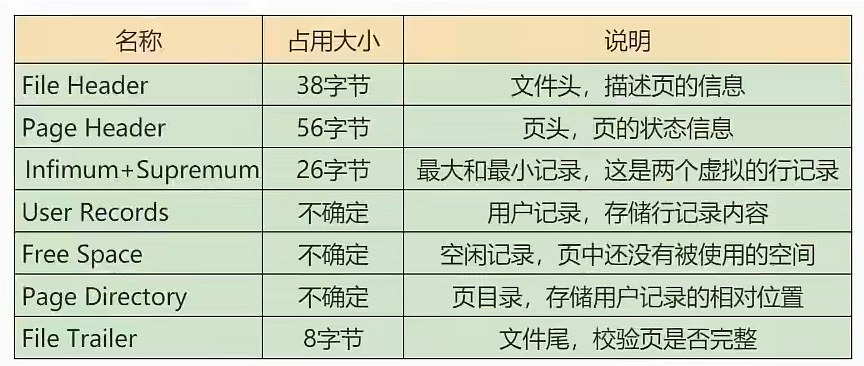 名称 占用大小 说明
File Header 38字节 文件头，描述页的信息
Page Header 56字节 页头，页的状态信息
Infimum+Supremum 26字节 最大和最小记录，这是两个虚拟的行记录
User Records 不确定 用户记录，存储行记录内容
Free Space 不确定 空闲记录，页中还没有被使用的空间
Page Directory 不确定 页目录，存储用户记录的相对位置
File Trailer 8字节 文件尾，校验页是否完整